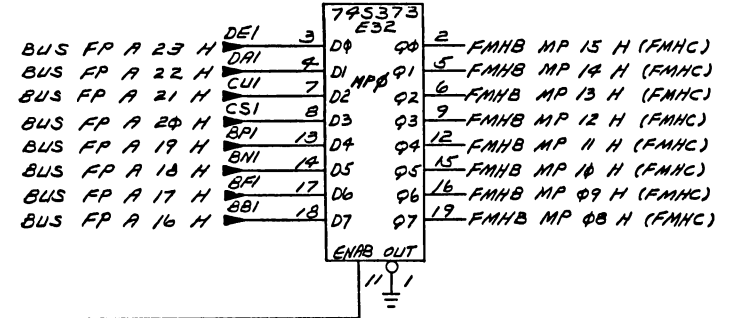 74S373
E32
BUS FP A 23 H DE1 3 DΦ QΦ 2 FMHB MP 15 H (FMHC)
BUS FP A 22 H DA1 4 D1 Q1 5 FMHB MP 14 H (FMHC)
MPΦ
BUS FP A 21 H CU1 7 D2 Q2 6 FMHB MP 13 H (FMHC)
BUS FP A 2Φ H CS1 8 D3 Q3 9 FMHB MP 12 H (FMHC)
BUS FP A 19 H BP1 13 D4 Q4 12 FMHB MP 11 H (FMHC)
BUS FP A 18 H BN1 14 D5 Q5 15 FMHB MP 1Φ H (FMHC)
BUS FP A 17 H BF1 17 D6 Q6 16 FMHB MP Φ9 H (FMHC)
BUS FP A 16 H BB1 18 D7 Q7 19 FMHB MP Φ8 H (FMHC)
ENAB OUT
11 1